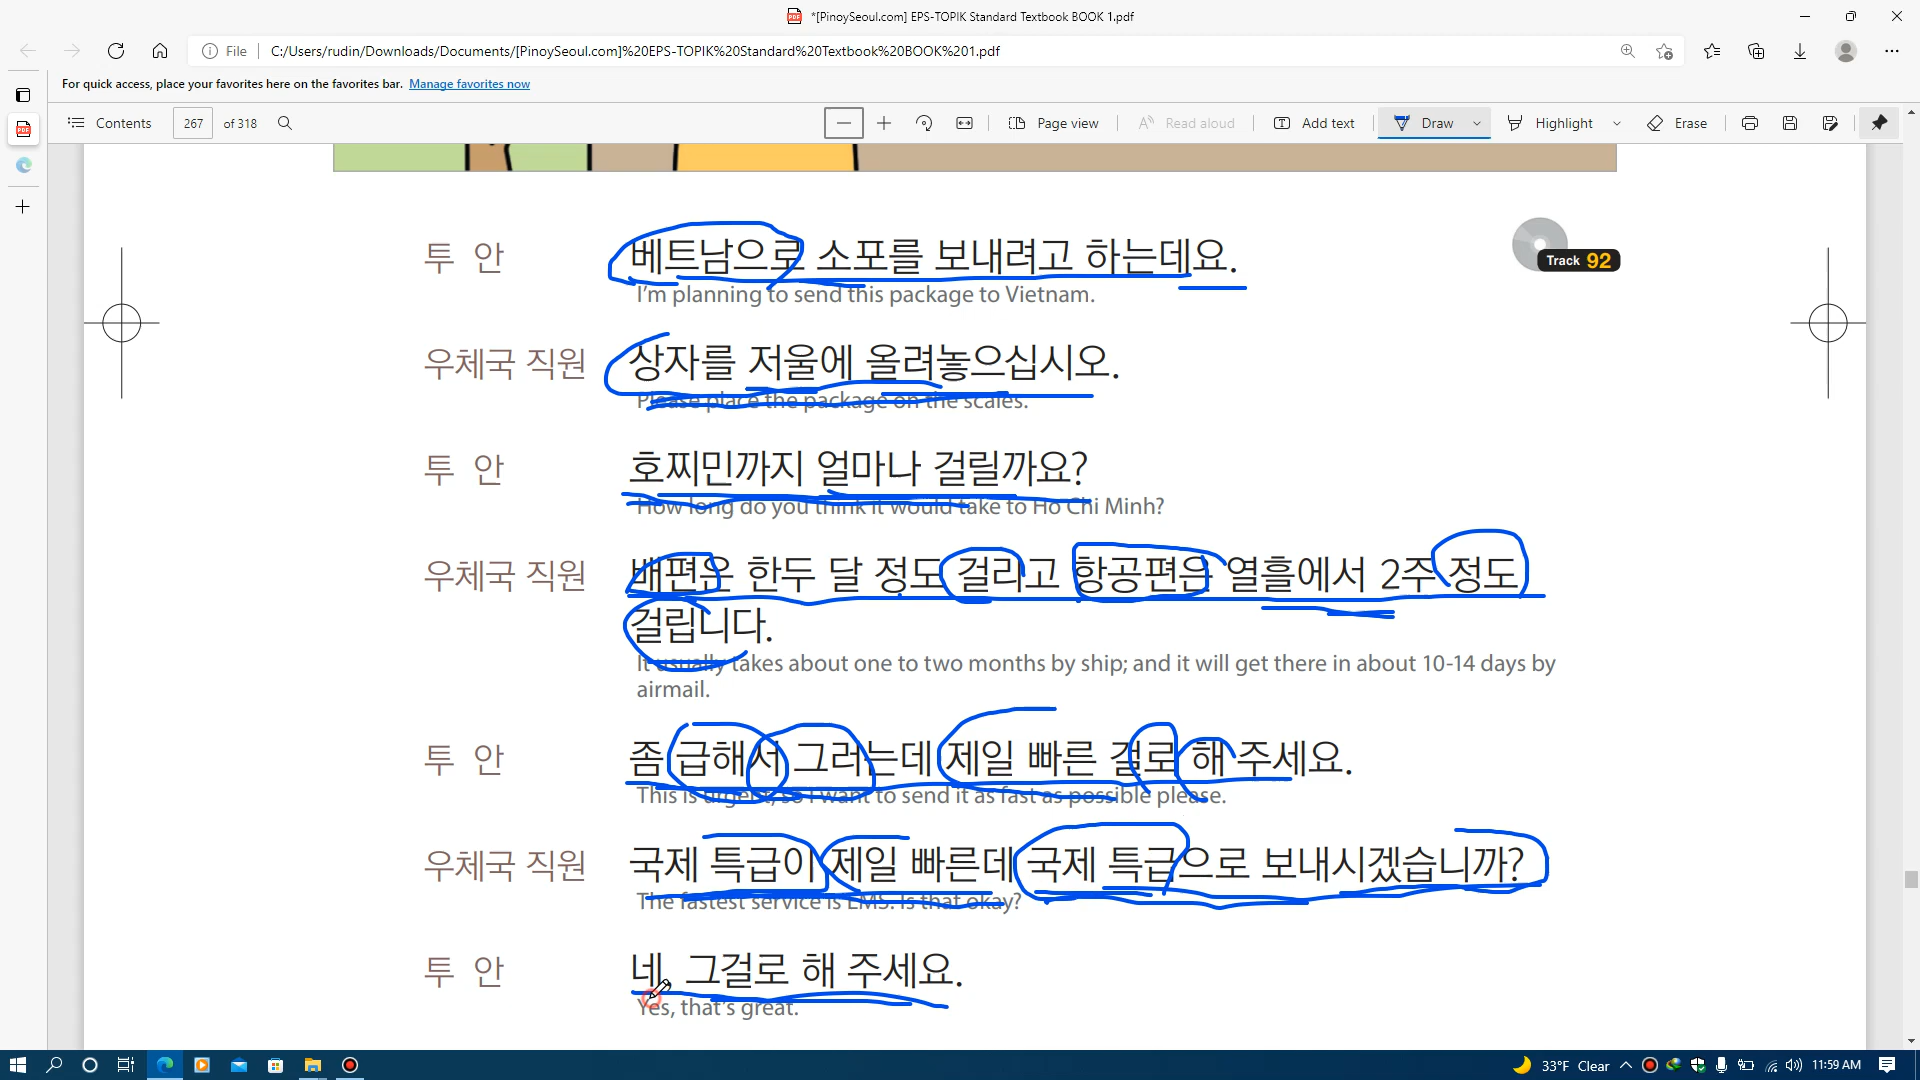 *[PinoySeoul.com] EPS-TOPIK Standard Textbook BOOK 1.pdf
File C:/Users/rudin/Downloads/Documents/[PinoySeoul.com]%20EPS-TOPIK%20Standard%20Textbook%20BOOK%201.pdf
For quick access, place your favorites here on the favorites bar. Manage favorites now
Contents 267 of 318 Page view Read aloud Add text Draw Highlight Erase
투 안 베트남으로 소포를 보내려고 하는데요.
Track 92
I'm planning to send this package to Vietnam.
우체국 직원 상자를 저울에 올려놓으십시오.
Please place the package on the scales.
투 안 호찌민까지 얼마나 걸릴까요?
How long do you think it would take to Ho Chi Minh?
우체국 직원 배편은 한두 달 정도 걸리고 항공편은 열흘에서 2주 정도
걸립니다.
It usually takes about one to two months by ship; and it will get there in about 10-14 days by
airmail.
투 안 좀 급해서 그러는데 제일 빠른 걸로 해 주세요.
This is urgent, so I want to send it as fast as possible please.
우체국 직원 국제 특급이 제일 빠른데 국제 특급으로 보내시겠습니까?
The fastest service is EMS. Is that okay?
투 안 네, 그걸로 해 주세요.
Yes, that's great.
33°F Clear 11:59 AM